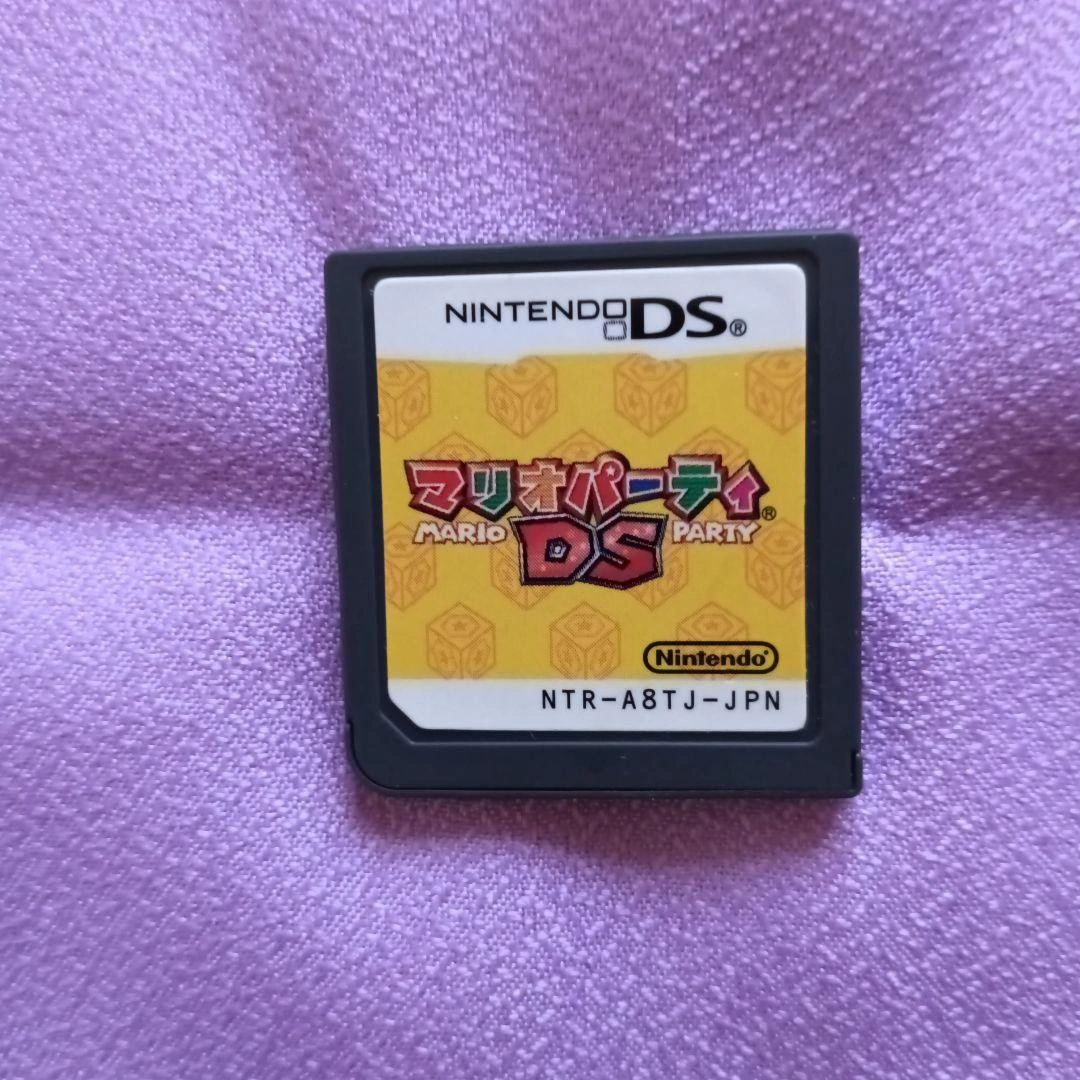 NINTENDO DS®
マリオパーティ®
MARIO DS PARTY
Nintendo®
NTR-A8TJ-JPN